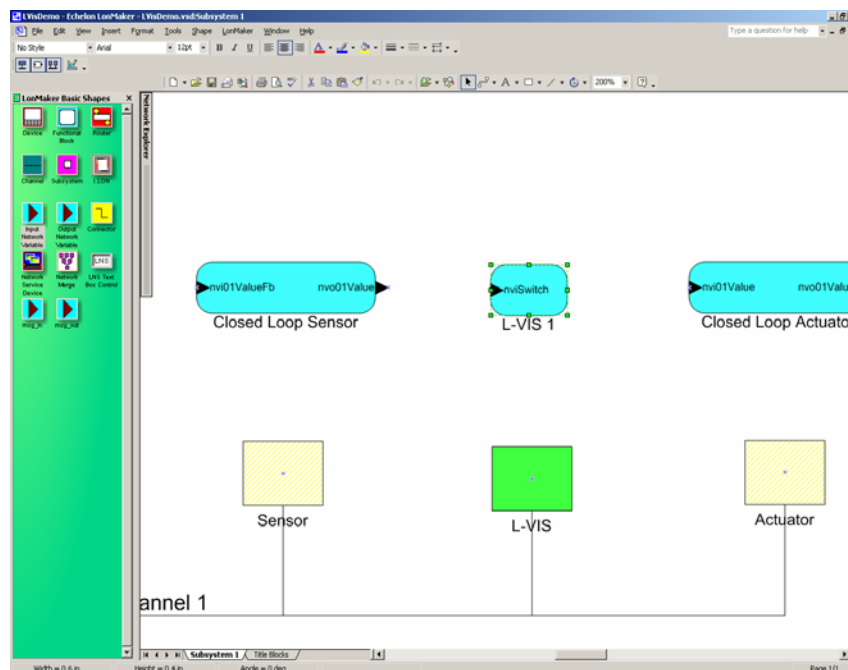 LVisDemo - Echelon LonMaker - LVisDemo.vsd:Subsystem 1
File Edit View Insert Format Tools Shape LonMaker Window Help
Type a question for help
No Style Arial 12pt B I U
A 200%
LonMaker Basic Shapes
Network Explorer
Device Functional Block Router
Channel Subsystem i.LON
Input Network Variable Output Network Variable Connector
Network Service Device Network Merge LNS Text Box Control
LNS
msg_in msg_out
nvi01ValueFb nvo01Value nviSwitch nvi01Value nvo01Valu
Closed Loop Sensor L-VIS 1 Closed Loop Actuato
Sensor L-VIS Actuator
annel 1
Subsystem 1 Title Blocks
Width = 0.6 in Height = 0.4 in Angle = 0 deg Page 1/1